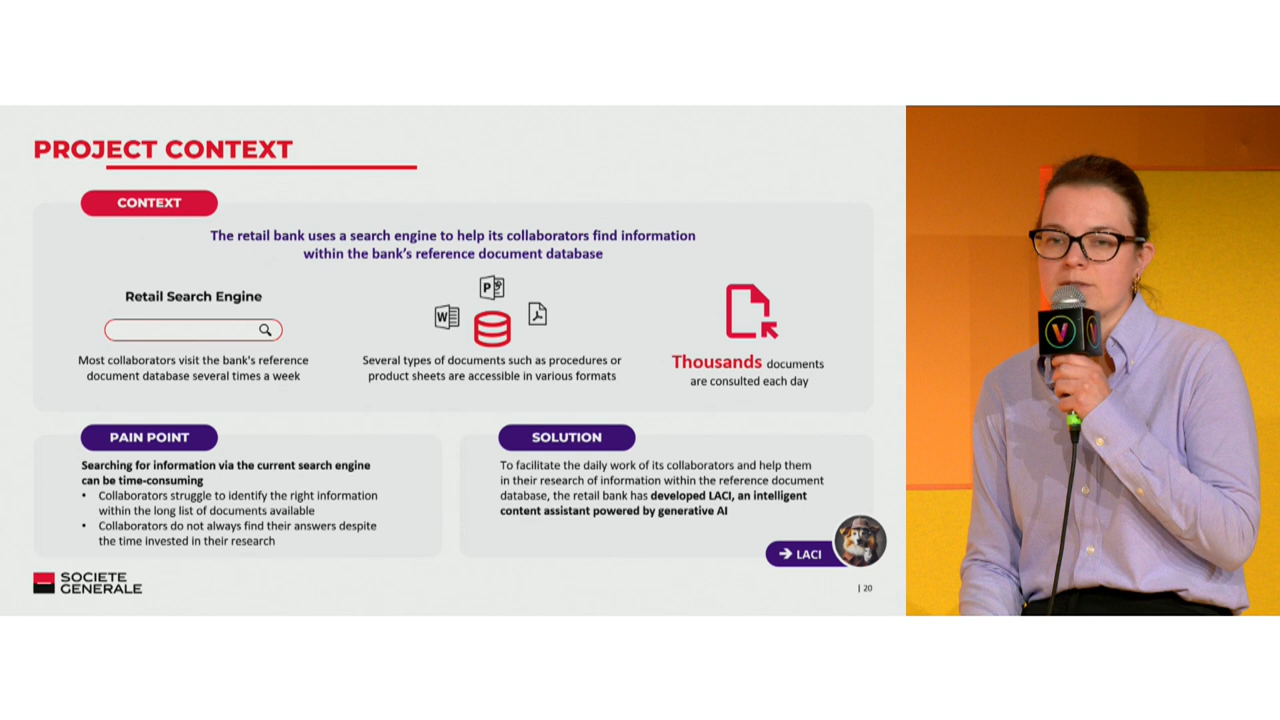 PROJECT CONTEXT
CONTEXT
The retail bank uses a search engine to help its collaborators find information
within the bank's reference document database
Retail Search Engine
Most collaborators visit the bank's reference
document database several times a week
P
W
Several types of documents such as procedures or
product sheets are accessible in various formats
Thousands documents
are consulted each day
PAIN POINT
Searching for information via the current search engine
can be time-consuming
• Collaborators struggle to identify the right information
within the long list of documents available
• Collaborators do not always find their answers despite
the time invested in their research
SOLUTION
To facilitate the daily work of its collaborators and help them
in their research of information within the reference document
database, the retail bank has developed LACI, an intelligent
content assistant powered by generative AI
→ LACI
SOCIETE
GENERALE
| 20
V